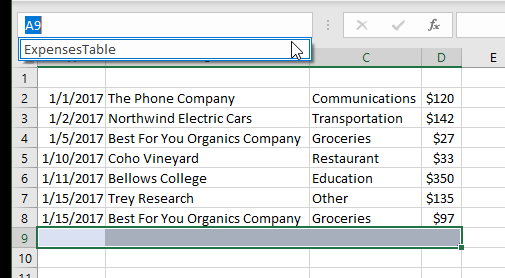 A9 fx
ExpensesTable
C D E
1
2 1/1/2017 The Phone Company Communications $120
3 1/2/2017 Northwind Electric Cars Transportation $142
4 1/5/2017 Best For You Organics Company Groceries $27
5 1/10/2017 Coho Vineyard Restaurant $33
6 1/11/2017 Bellows College Education $350
7 1/15/2017 Trey Research Other $135
8 1/15/2017 Best For You Organics Company Groceries $97
9
10
11